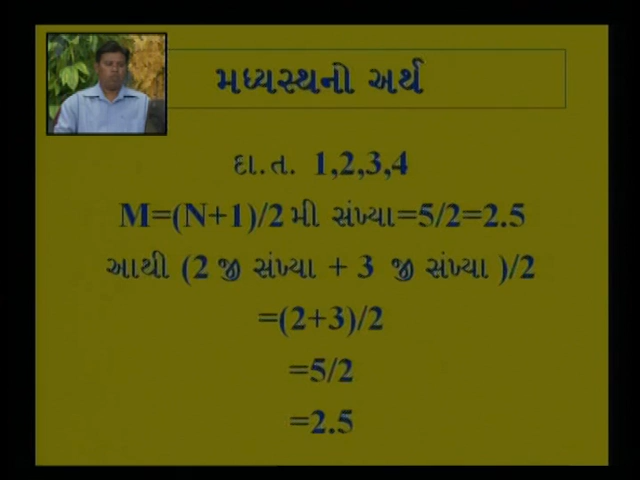 મધ્યસ્થનો અર્થ
દા.ત. 1,2,3,4
M=(N+1)/2મી સંખ્યા=5/2=2.5
આથી (2 જી સંખ્યા + 3 જી સંખ્યા )/2
=(2+3)/2
=5/2
=2.5